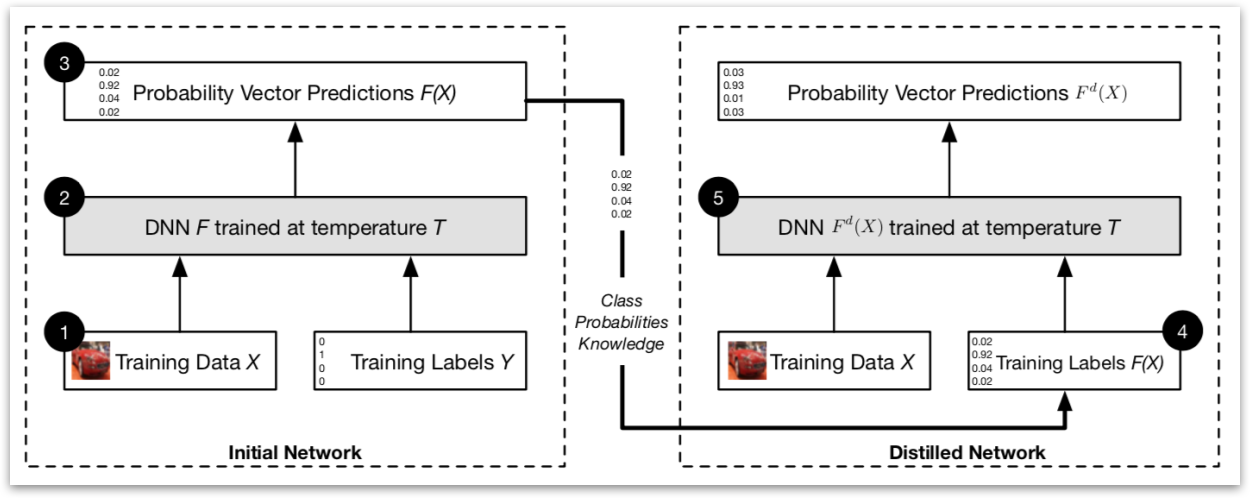 3
0.02
0.92
0.04
0.02
Probability Vector Predictions F(X)
2
DNN F trained at temperature T
1
Training Data X
0
1
0
0
Training Labels Y
Initial Network
0.02
0.92
0.04
0.02
Class
Probabilities
Knowledge
0.03
0.93
0.01
0.03
Probability Vector Predictions F^d(X)
5
DNN F^d(X) trained at temperature T
Training Data X
4
0.02
0.92
0.04
0.02
Training Labels F(X)
Distilled Network